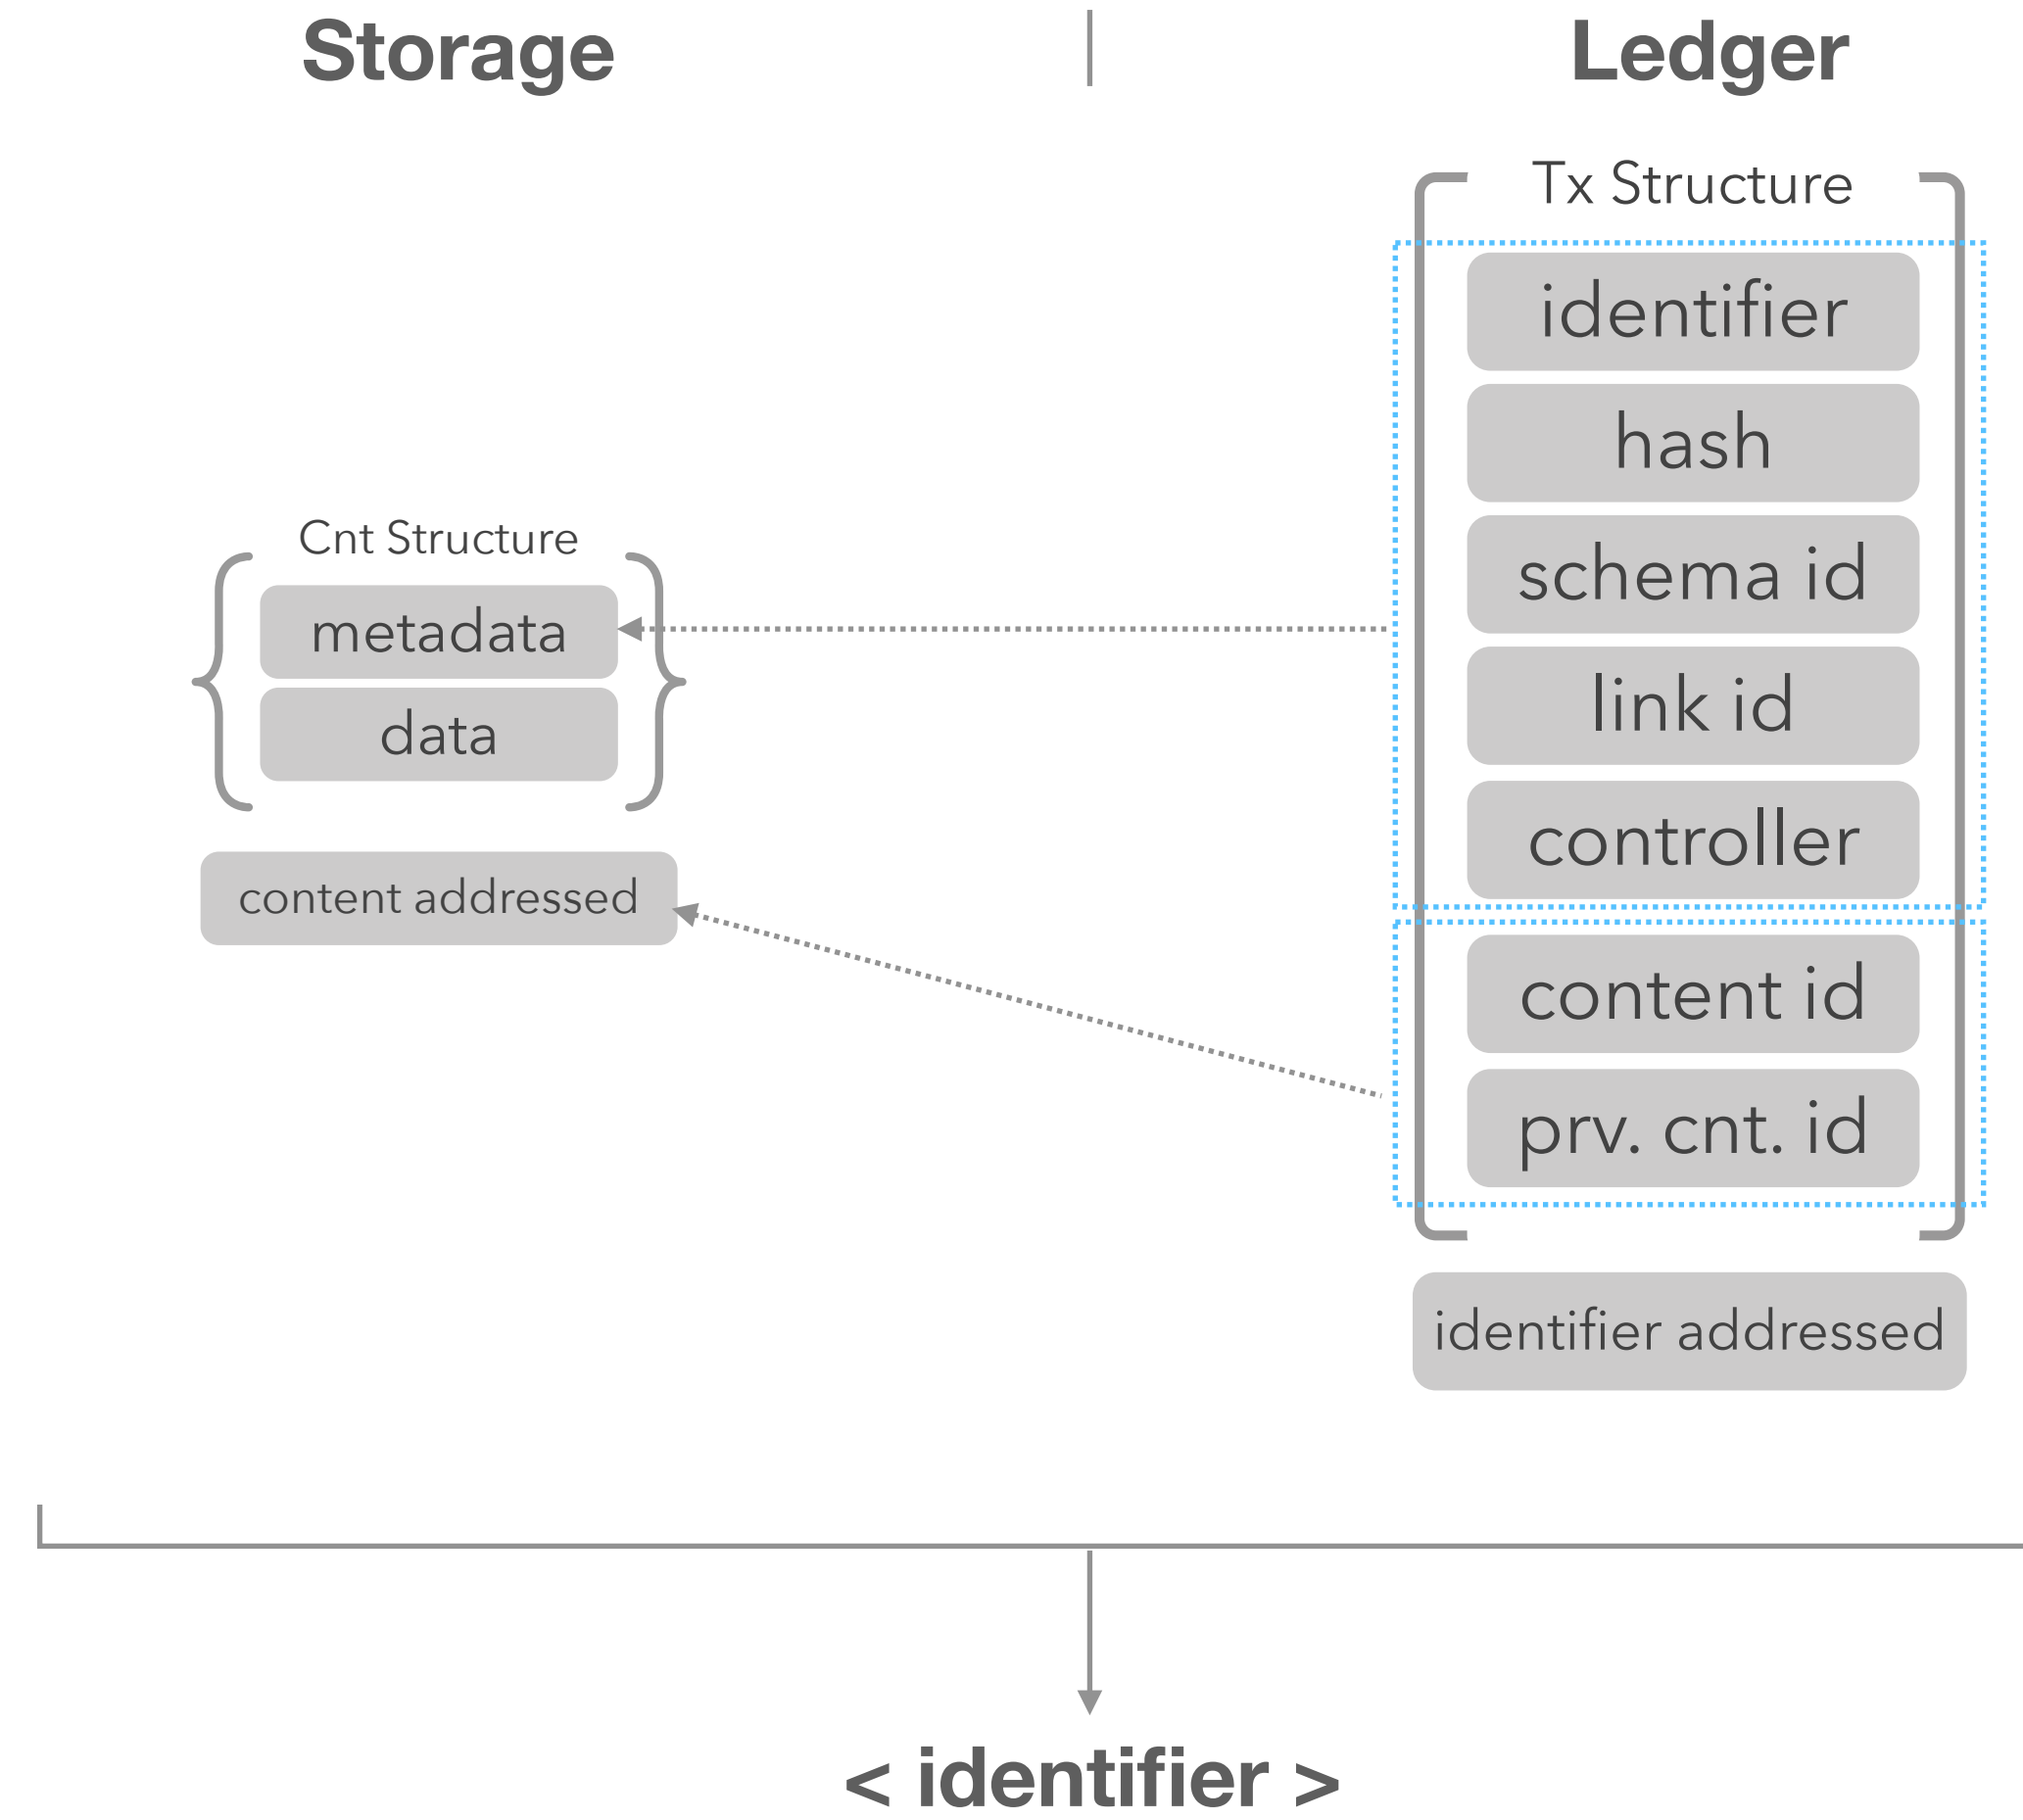 Storage
Ledger
Tx Structure
identifier
hash
schema id
link id
controller
content id
prv. cnt. id
identifier addressed
Cnt Structure
metadata
data
content addressed
< identifier >